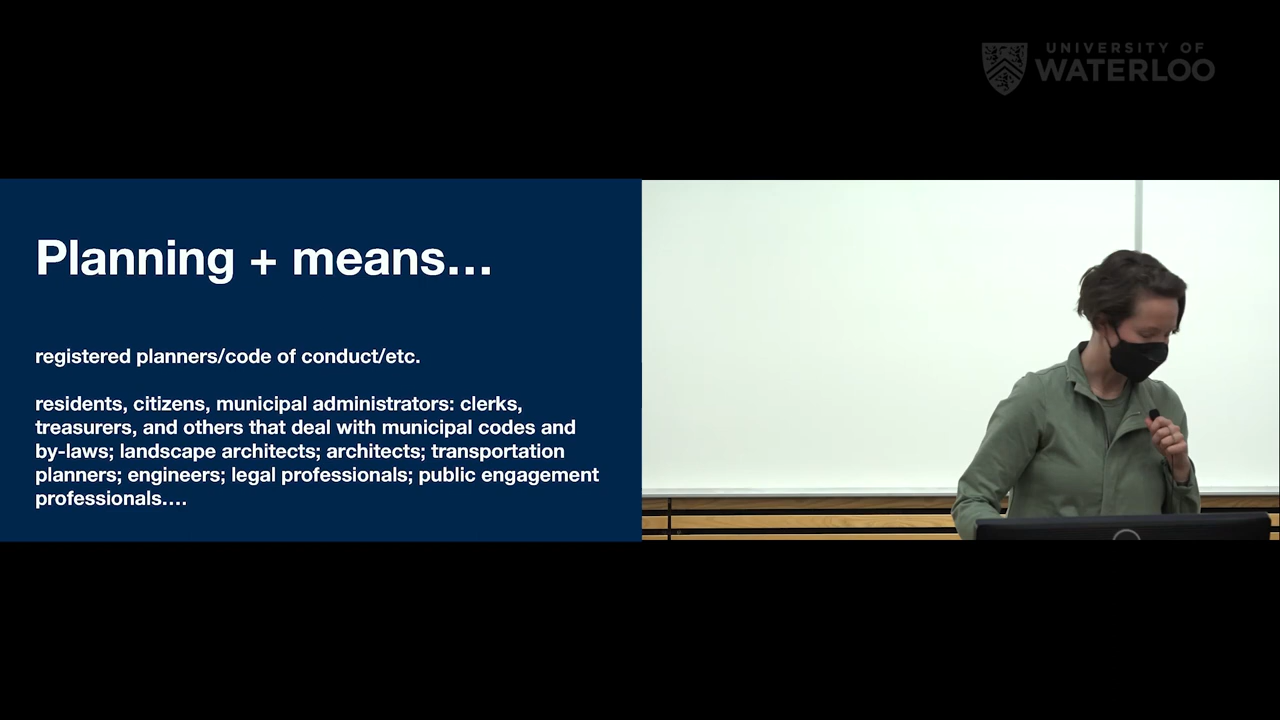 UNIVERSITY OF
WATERLOO
Planning + means...
registered planners/code of conduct/etc.
residents, citizens, municipal administrators: clerks,
treasurers, and others that deal with municipal codes and
by-laws; landscape architects; architects; transportation
planners; engineers; legal professionals; public engagement
professionals....